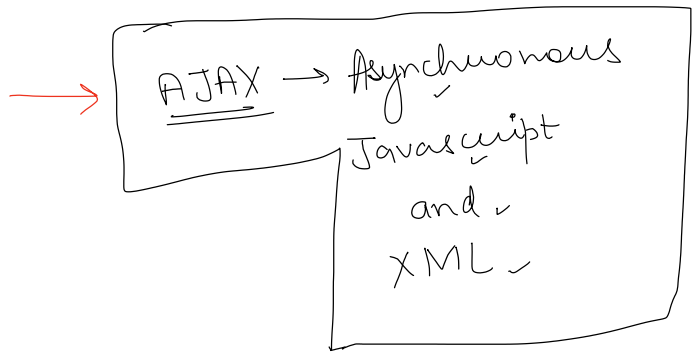 AJAX → Asynchronous
Javascript
and
XML